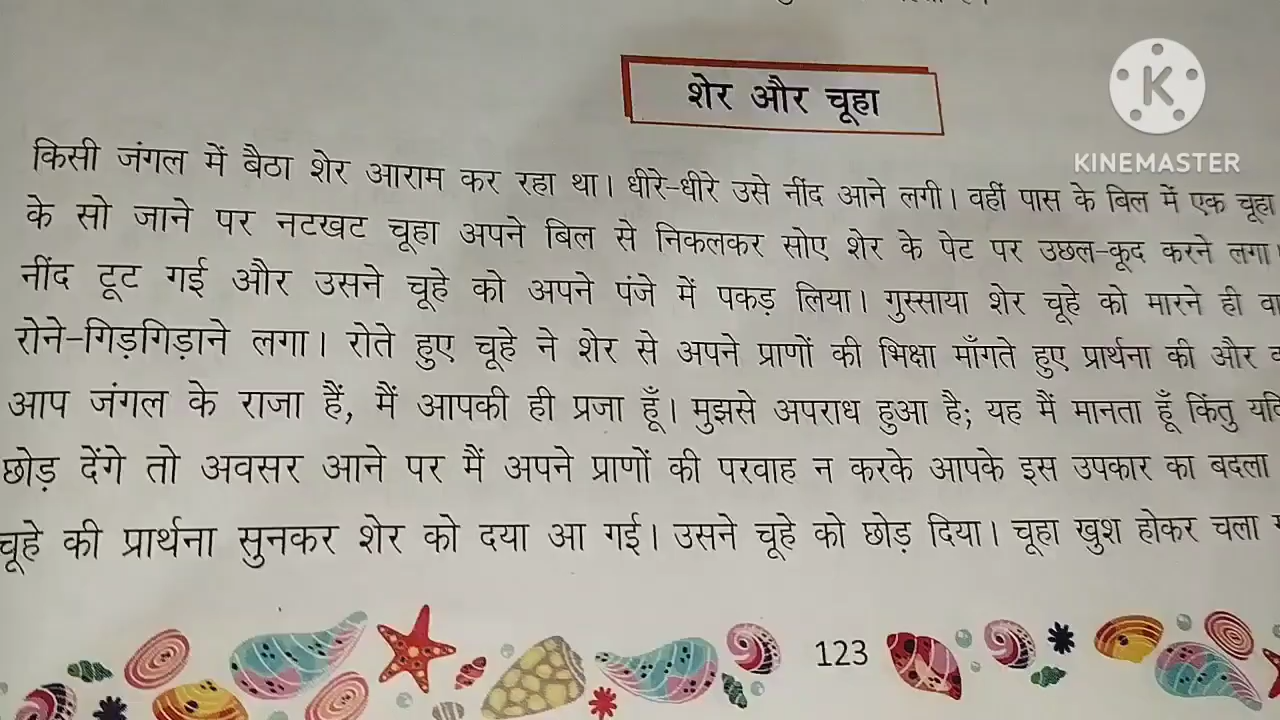 शेर और चूहा
K
KINEMASTER
किसी जंगल में बैठा शेर आराम कर रहा था। धीरे-धीरे उसे नींद आने लगी। वहीं पास के बिल में एक चूहा
के सो जाने पर नटखट चूहा अपने बिल से निकलकर सोए शेर के पेट पर उछल-कूद करने लगा।
नींद टूट गई और उसने चूहे को अपने पंजे में पकड़ लिया। गुस्साया शेर चूहे को मारने ही
रोने-गिड़गिड़ाने लगा। रोते हुए चूहे ने शेर से अपने प्राणों की भिक्षा माँगते हुए प्रार्थना की और
आप जंगल के राजा हैं, मैं आपकी ही प्रजा हूँ। मुझसे अपराध हुआ है; यह मैं मानता हूँ किंतु
छोड़ देंगे तो अवसर आने पर मैं अपने प्राणों की परवाह न करके आपके इस उपकार का बदला
चूहे की प्रार्थना सुनकर शेर को दया आ गई। उसने चूहे को छोड़ दिया। चूहा खुश होकर चला
123